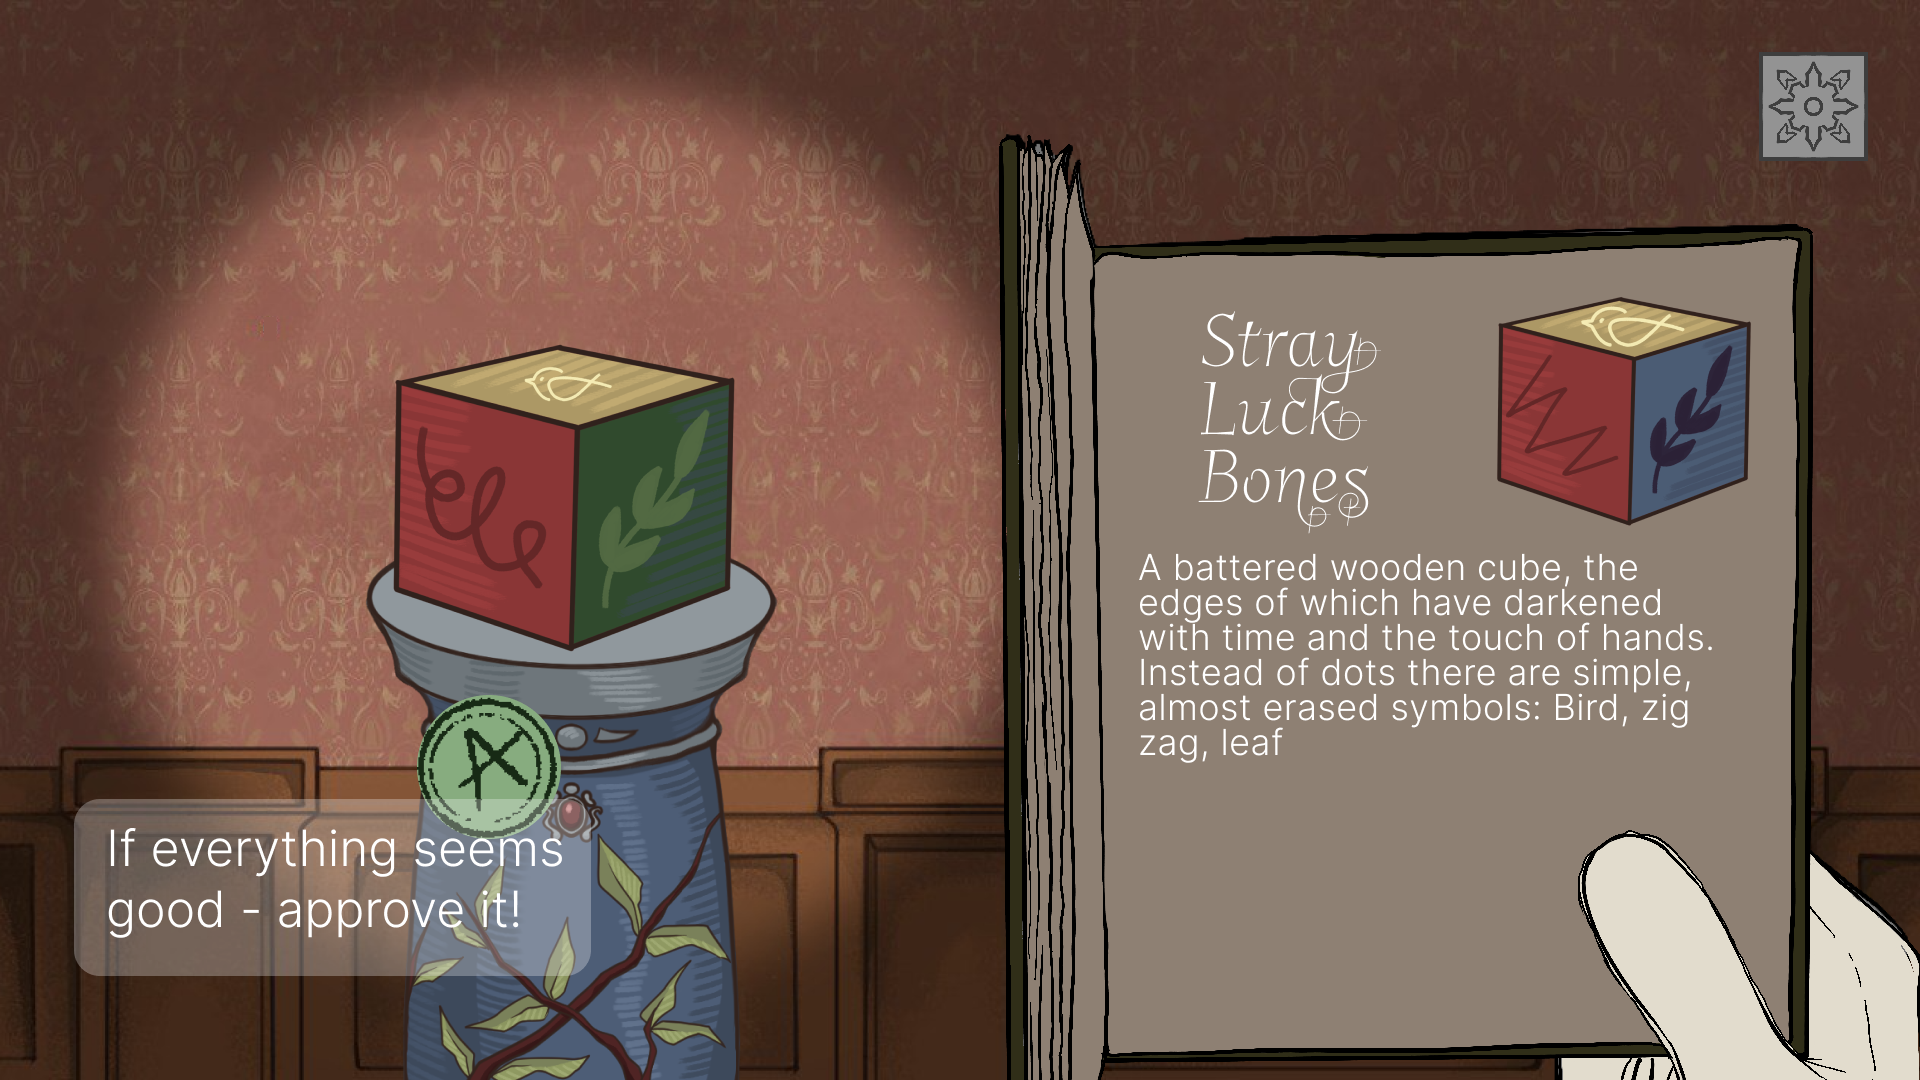 Stray
Luck
Bones
A battered wooden cube, the
edges of which have darkened
with time and the touch of hands.
Instead of dots there are simple,
almost erased symbols: Bird, zig
zag, leaf
If everything seems
good - approve it!